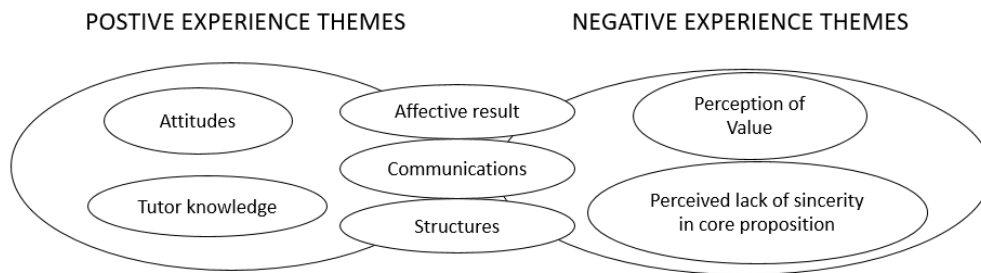 POSTIVE EXPERIENCE THEMES
NEGATIVE EXPERIENCE THEMES
Attitudes
Tutor knowledge
Affective result
Communications
Structures
Perception of
Value
Perceived lack of sincerity
in core proposition